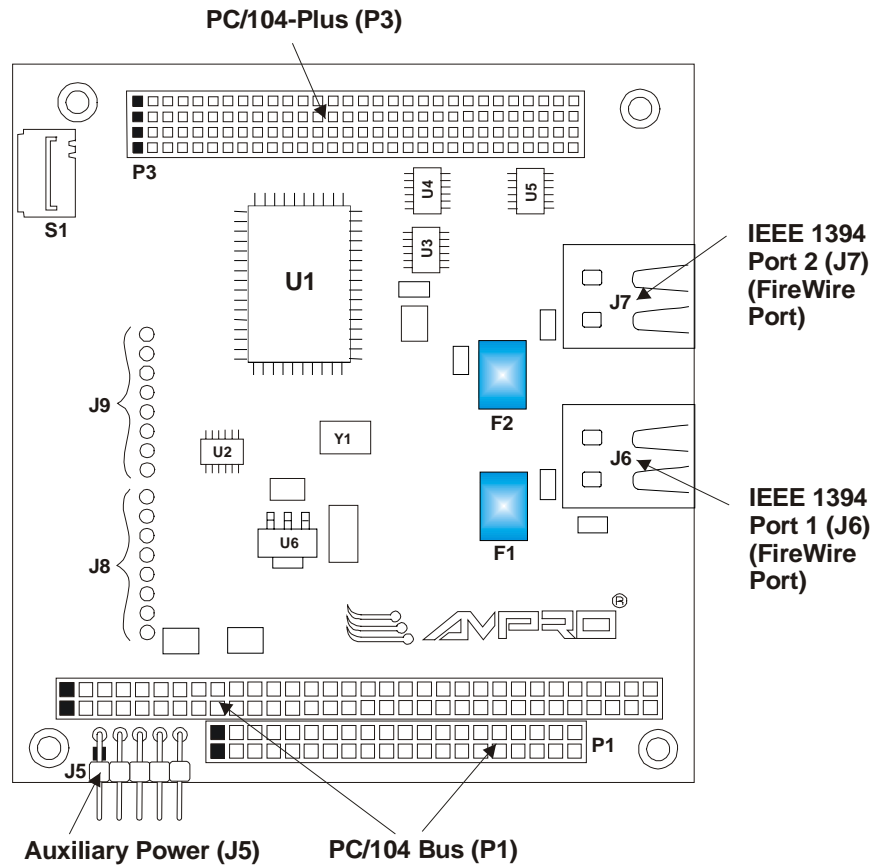 PC/104-Plus (P3)
P3
S1
U4
U5
U3
U1
J7
IEEE 1394
Port 2 (J7)
(FireWire
Port)
J9
F2
U2
Y1
J6
IEEE 1394
Port 1 (J6)
(FireWire
Port)
U6
F1
J8
AMPRO®
P1
J5
Auxiliary Power (J5)
PC/104 Bus (P1)